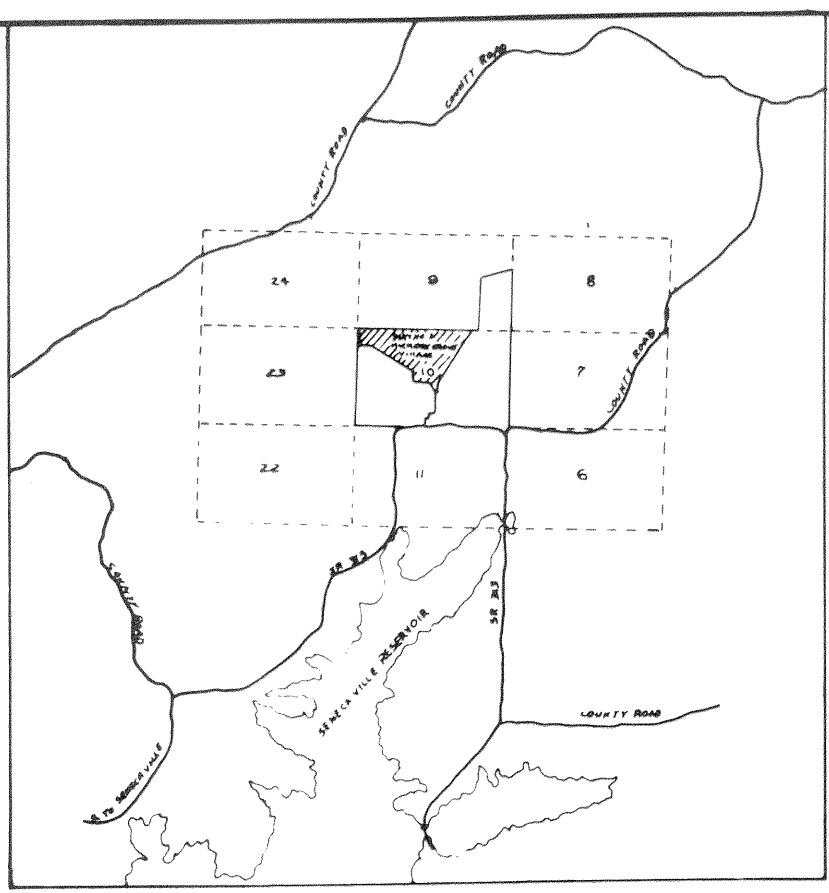 COUNTY ROAD
COUNTY ROAD
24
9
8
VILLAGE
10
23
7
COUNTY ROAD
22
11
6
SR 313
COUNTY ROAD
SR 313
SENECAVILLE RESERVOIR
COUNTY ROAD
TO SENECAVILLE